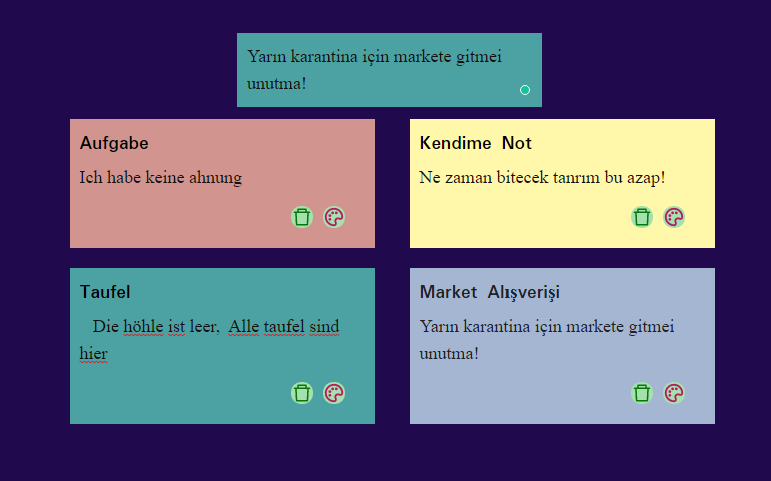 Yarın karantina için markete gitmei
unutma!
Aufgabe
Ich habe keine ahnung
Kendime Not
Ne zaman bitecek tanrım bu azap!
Taufel
Die höhle ist leer, Alle taufel sind
hier
Market Alışverişi
Yarın karantina için markete gitmei
unutma!